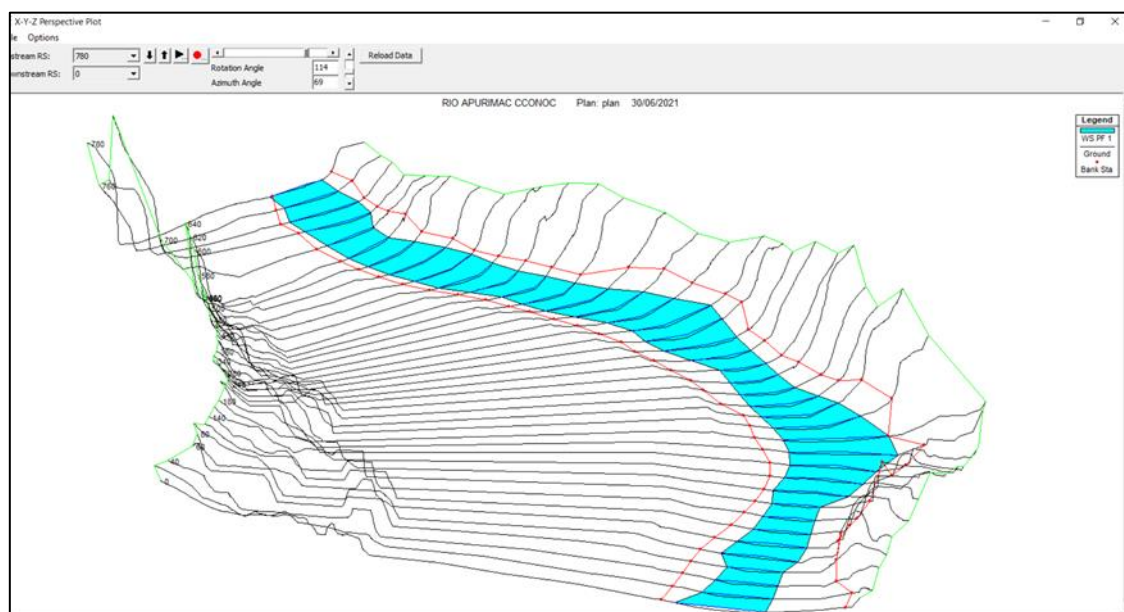 X-Y-Z Perspective Plot
le Options
stream RS: 780
Rotation Angle 114
Reload Data
wnstream RS: 0
Azimuth Angle 69
RIO APURIMAC CCONOC Plan: plan 30/06/2021
Legend
WS PF 1
Ground
Bank Sta
780
760
700
640
620
600
560
180
140
80
60
40
0